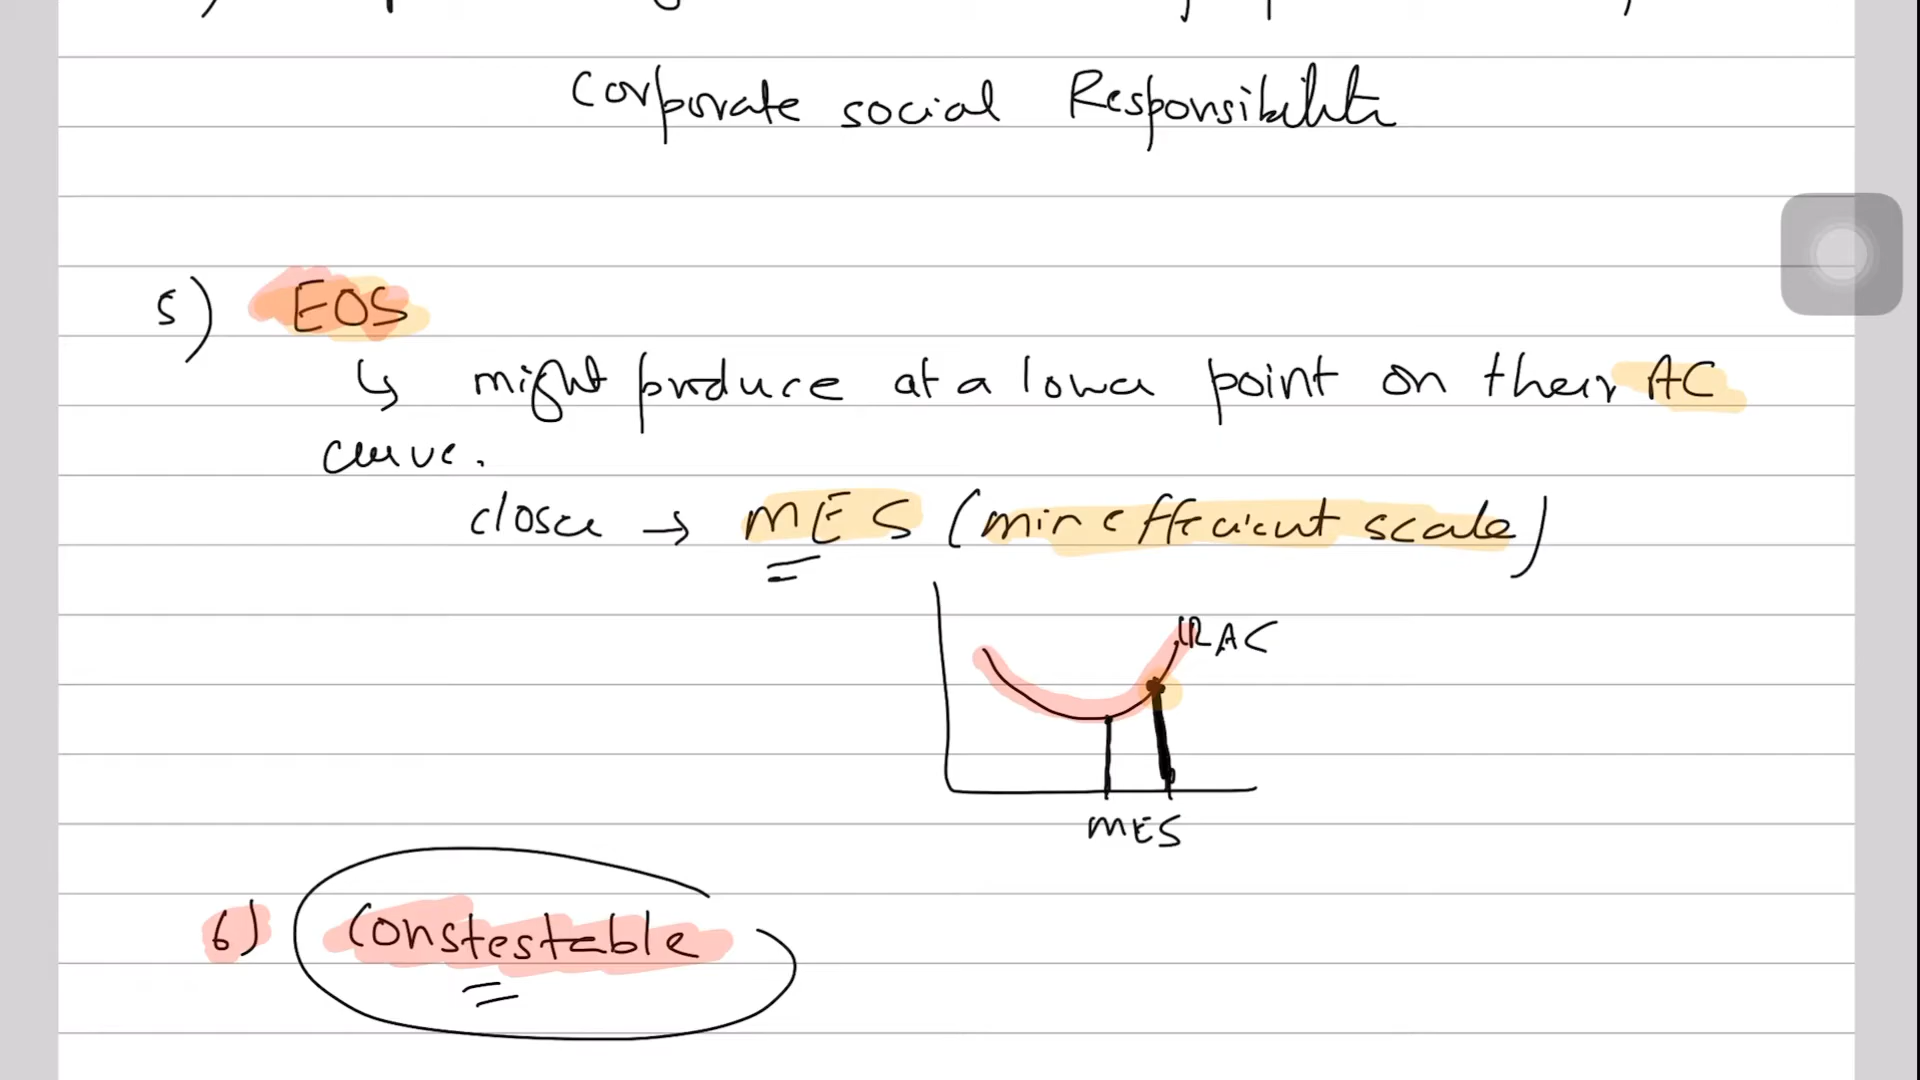 Corporate social Responsibility
5) EOS
↳ might produce at a lower point on their AC
curve.
closer → MES (min efficient scale)
LRAC
MES
6) Constestable